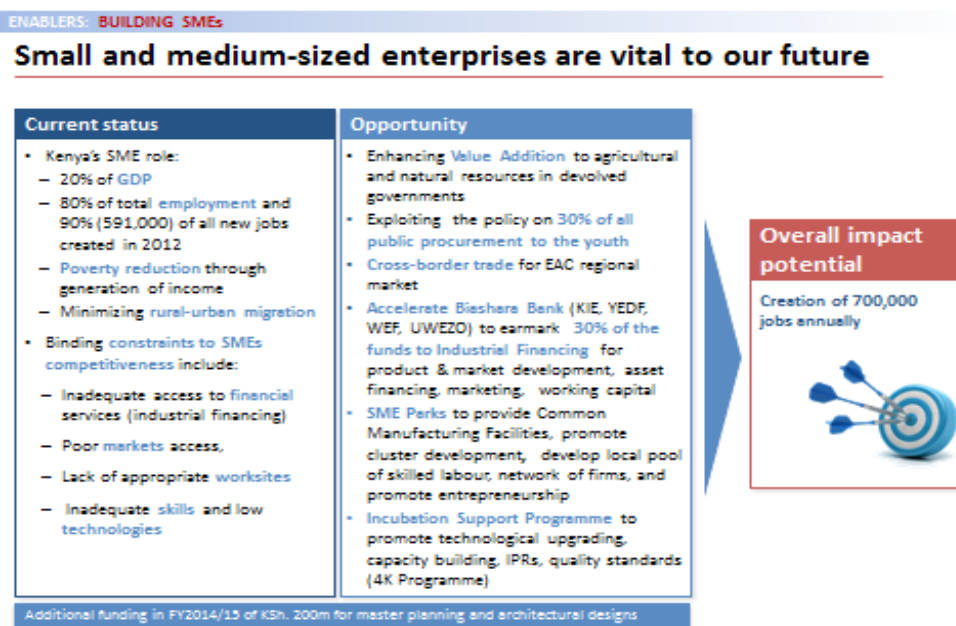 ENABLERS: BUILDING SMEs
Small and medium-sized enterprises are vital to our future
Current status
• Kenya's SME role:
– 20% of GDP
– 80% of total employment and
90% (591,000) of all new jobs
created in 2012
– Poverty reduction through
generation of income
– Minimizing rural-urban migration
• Binding constraints to SMEs
competitiveness include:
– Inadequate access to financial
services (industrial financing)
– Poor markets access,
– Lack of appropriate worksites
– Inadequate skills and low
technologies
Opportunity
• Enhancing Value Addition to agricultural
and natural resources in devolved
governments
• Exploiting the policy on 30% of all
public procurement to the youth
• Cross-border trade for EAC regional
market
• Accelerate Biashara Bank (KIE, YEDF,
WEF, UWEZO) to earmark 30% of the
funds to Industrial Financing for
product & market development, asset
financing, marketing, working capital
• SME Parks to provide Common
Manufacturing Facilities, promote
cluster development, develop local pool
of skilled labour, network of firms, and
promote entrepreneurship
• Incubation Support Programme to
promote technological upgrading,
capacity building, IPRs, quality standards
(4K Programme)
Overall impact
potential
Creation of 700,000
jobs annually
Additional funding in FY2014/15 of KSh. 200m for master planning and architectural designs